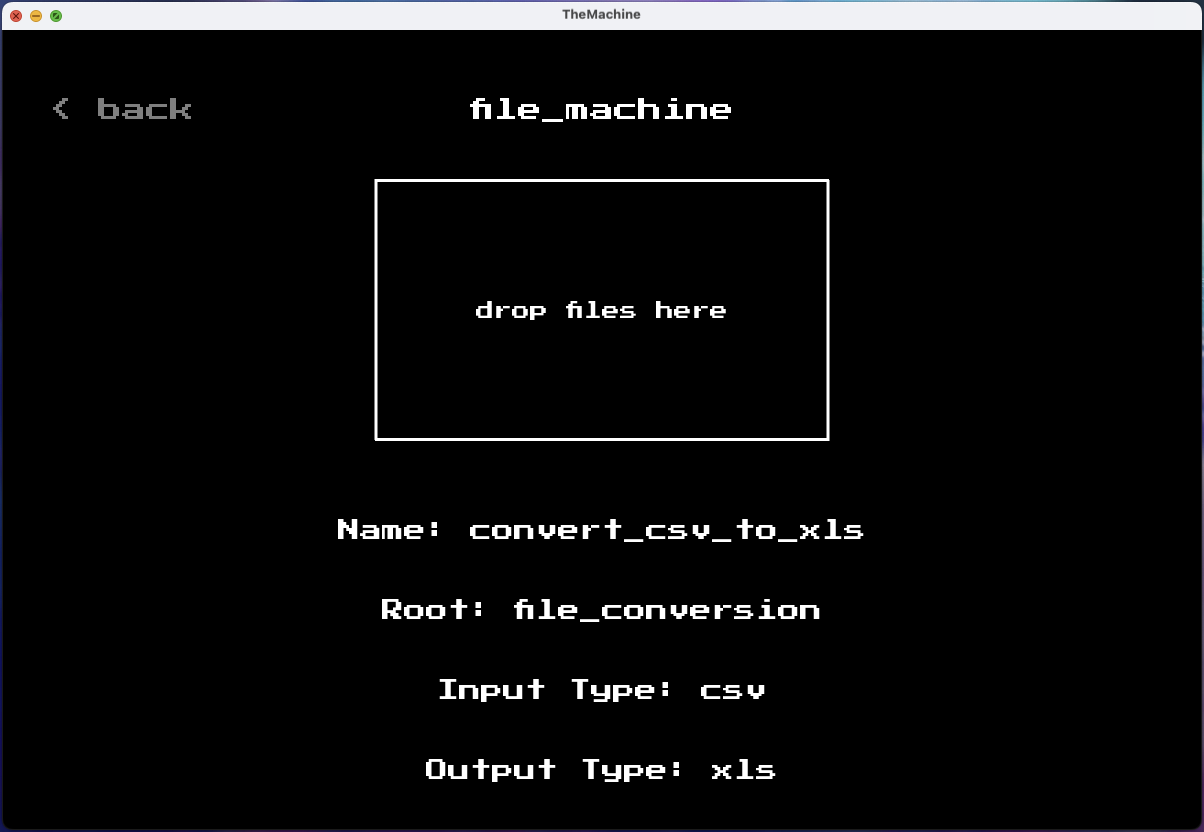 TheMachine
< back
file_machine
drop files here
Name: convert_csv_to_xls
Root: file_conversion
Input Type: csv
Output Type: xls